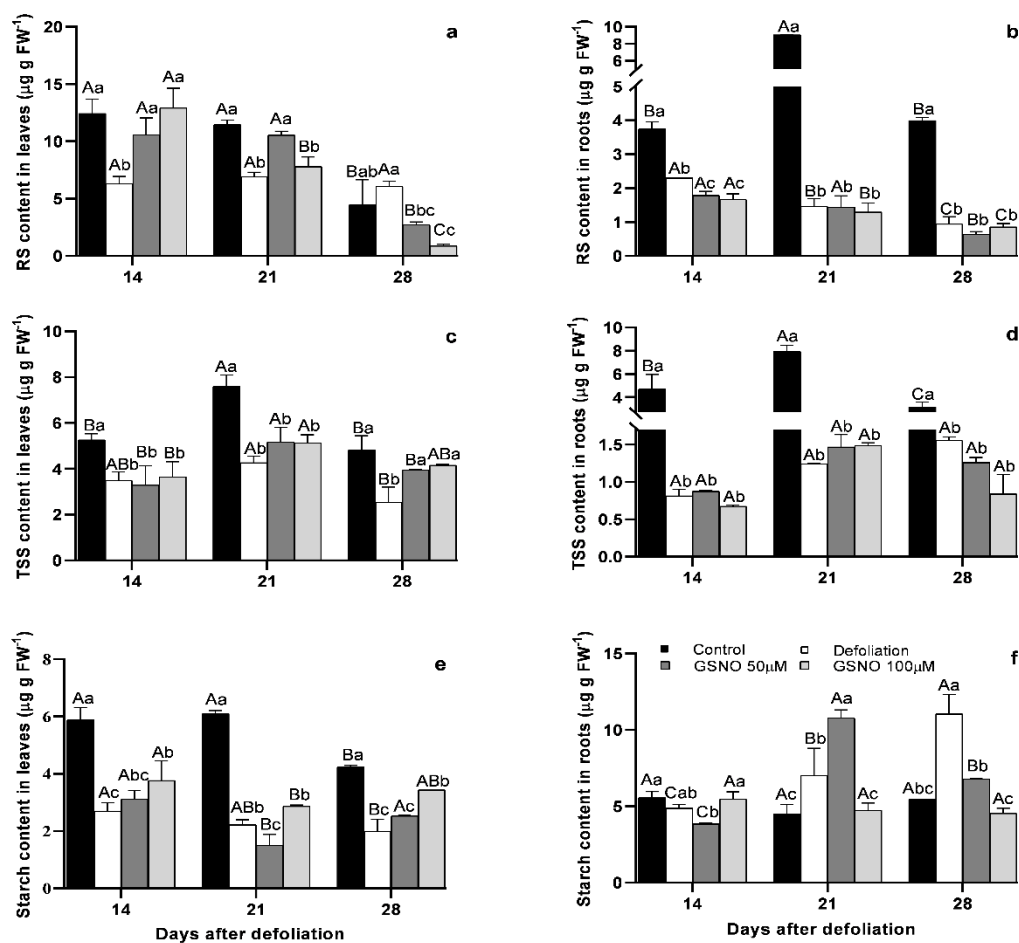 a
RS content in leaves (µg g FW⁻¹)
20
15
10
5
0
Aa Ab Aa Aa
Aa Ab Aa Bb
Bab Aa Bbc Cc
14 21 28
b
RS content in roots (µg g FW⁻¹)
10
9
8
7
6
5
4
3
2
1
0
Ba Ab Ac Ac
Aa Bb Ab Bb
Ba Cb Bb Cb
14 21 28
c
TSS content in leaves (µg g FW⁻¹)
10
8
6
4
2
0
Ba ABb Bb Bb
Aa Ab Ab Ab
Ba Bb Ba ABa
14 21 28
d
TSS content in roots (µg g FW⁻¹)
10
8
6
4
1.5
1.0
0.5
0.0
Ba Ab Ab Ab
Aa Ab Ab Ab
Ca Ab Ab Ab
14 21 28
e
Starch content in leaves (µg g FW⁻¹)
8
6
4
2
0
Aa Ac Abc Ab
Aa ABb Bc Bb
Ba Bc Ac ABb
14 21 28
Days after defoliation
f
Control Defoliation
GSNO 50µM GSNO 100µM
Starch content in roots (µg g FW⁻¹)
15
10
5
0
Aa Cab Cb Aa
Ac Bb Aa Ac
Abc Aa Bb Ac
14 21 28
Days after defoliation